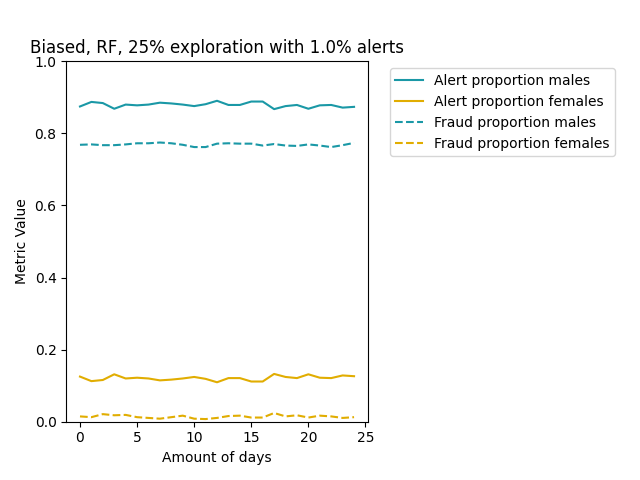 Biased, RF, 25% exploration with 1.0% alerts
1.0
0.8
0.6
0.4
0.2
0.0
Metric Value
0 5 10 15 20 25
Amount of days
Alert proportion males
Alert proportion females
Fraud proportion males
Fraud proportion females